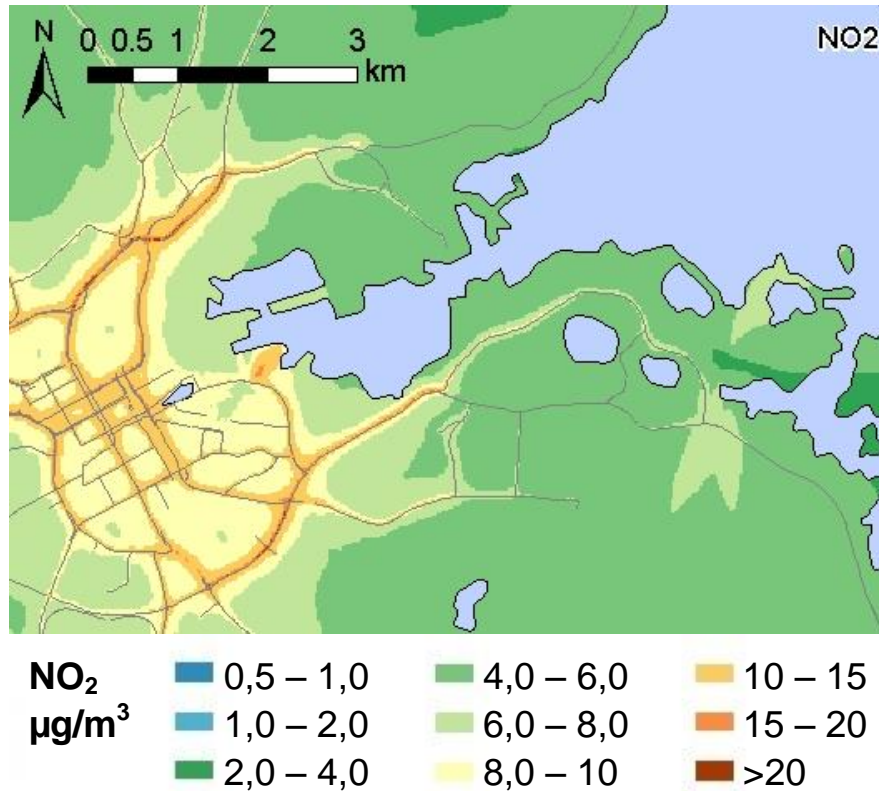 N 0 0.5 1 2 3
km
NO2
NO₂ 0,5 – 1,0 4,0 – 6,0 10 – 15
µg/m³ 1,0 – 2,0 6,0 – 8,0 15 – 20
2,0 – 4,0 8,0 – 10 >20